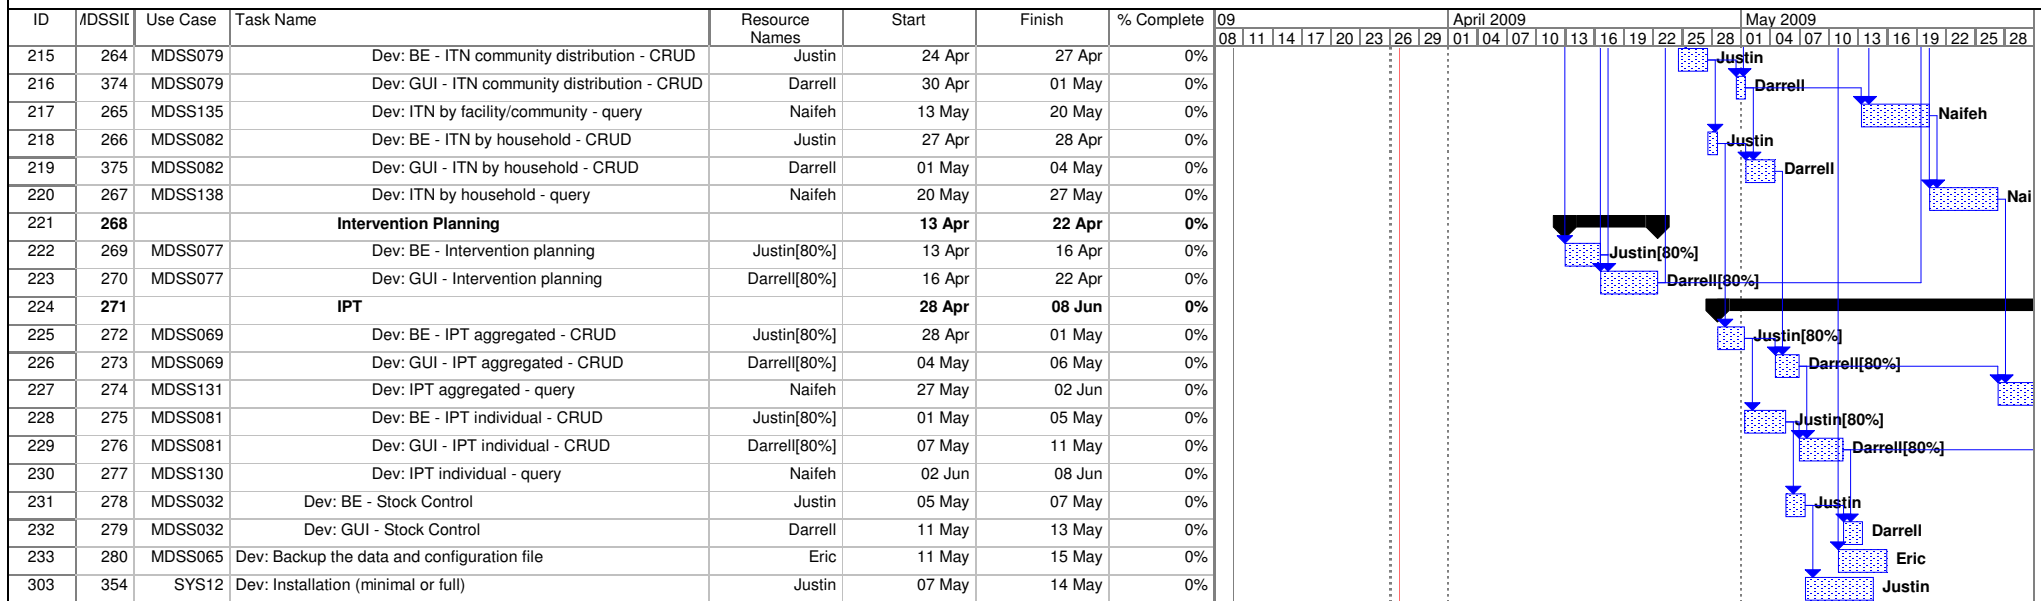 ID MDSSID Use Case Task Name Resource Names Start Finish % Complete 09 April 2009 May 2009
08 11 14 17 20 23 26 29 01 04 07 10 13 16 19 22 25 28 01 04 07 10 13 16 19 22 25 28
215 264 MDSS079 Dev: BE - ITN community distribution - CRUD Justin 24 Apr 27 Apr 0% Justin
216 374 MDSS079 Dev: GUI - ITN community distribution - CRUD Darrell 30 Apr 01 May 0% Darrell
217 265 MDSS135 Dev: ITN by facility/community - query Naifeh 13 May 20 May 0% Naifeh
218 266 MDSS082 Dev: BE - ITN by household - CRUD Justin 27 Apr 28 Apr 0% Justin
219 375 MDSS082 Dev: GUI - ITN by household - CRUD Darrell 01 May 04 May 0% Darrell
220 267 MDSS138 Dev: ITN by household - query Naifeh 20 May 27 May 0% Nai
221 268 Intervention Planning 13 Apr 22 Apr 0%
222 269 MDSS077 Dev: BE - Intervention planning Justin[80%] 13 Apr 16 Apr 0% Justin[80%]
223 270 MDSS077 Dev: GUI - Intervention planning Darrell[80%] 16 Apr 22 Apr 0% Darrell[80%]
224 271 IPT 28 Apr 08 Jun 0%
225 272 MDSS069 Dev: BE - IPT aggregated - CRUD Justin[80%] 28 Apr 01 May 0% Justin[80%]
226 273 MDSS069 Dev: GUI - IPT aggregated - CRUD Darrell[80%] 04 May 06 May 0% Darrell[80%]
227 274 MDSS131 Dev: IPT aggregated - query Naifeh 27 May 02 Jun 0%
228 275 MDSS081 Dev: BE - IPT individual - CRUD Justin[80%] 01 May 05 May 0% Justin[80%]
229 276 MDSS081 Dev: GUI - IPT individual - CRUD Darrell[80%] 07 May 11 May 0% Darrell[80%]
230 277 MDSS130 Dev: IPT individual - query Naifeh 02 Jun 08 Jun 0%
231 278 MDSS032 Dev: BE - Stock Control Justin 05 May 07 May 0% Justin
232 279 MDSS032 Dev: GUI - Stock Control Darrell 11 May 13 May 0% Darrell
233 280 MDSS065 Dev: Backup the data and configuration file Eric 11 May 15 May 0% Eric
303 354 SYS12 Dev: Installation (minimal or full) Justin 07 May 14 May 0% Justin